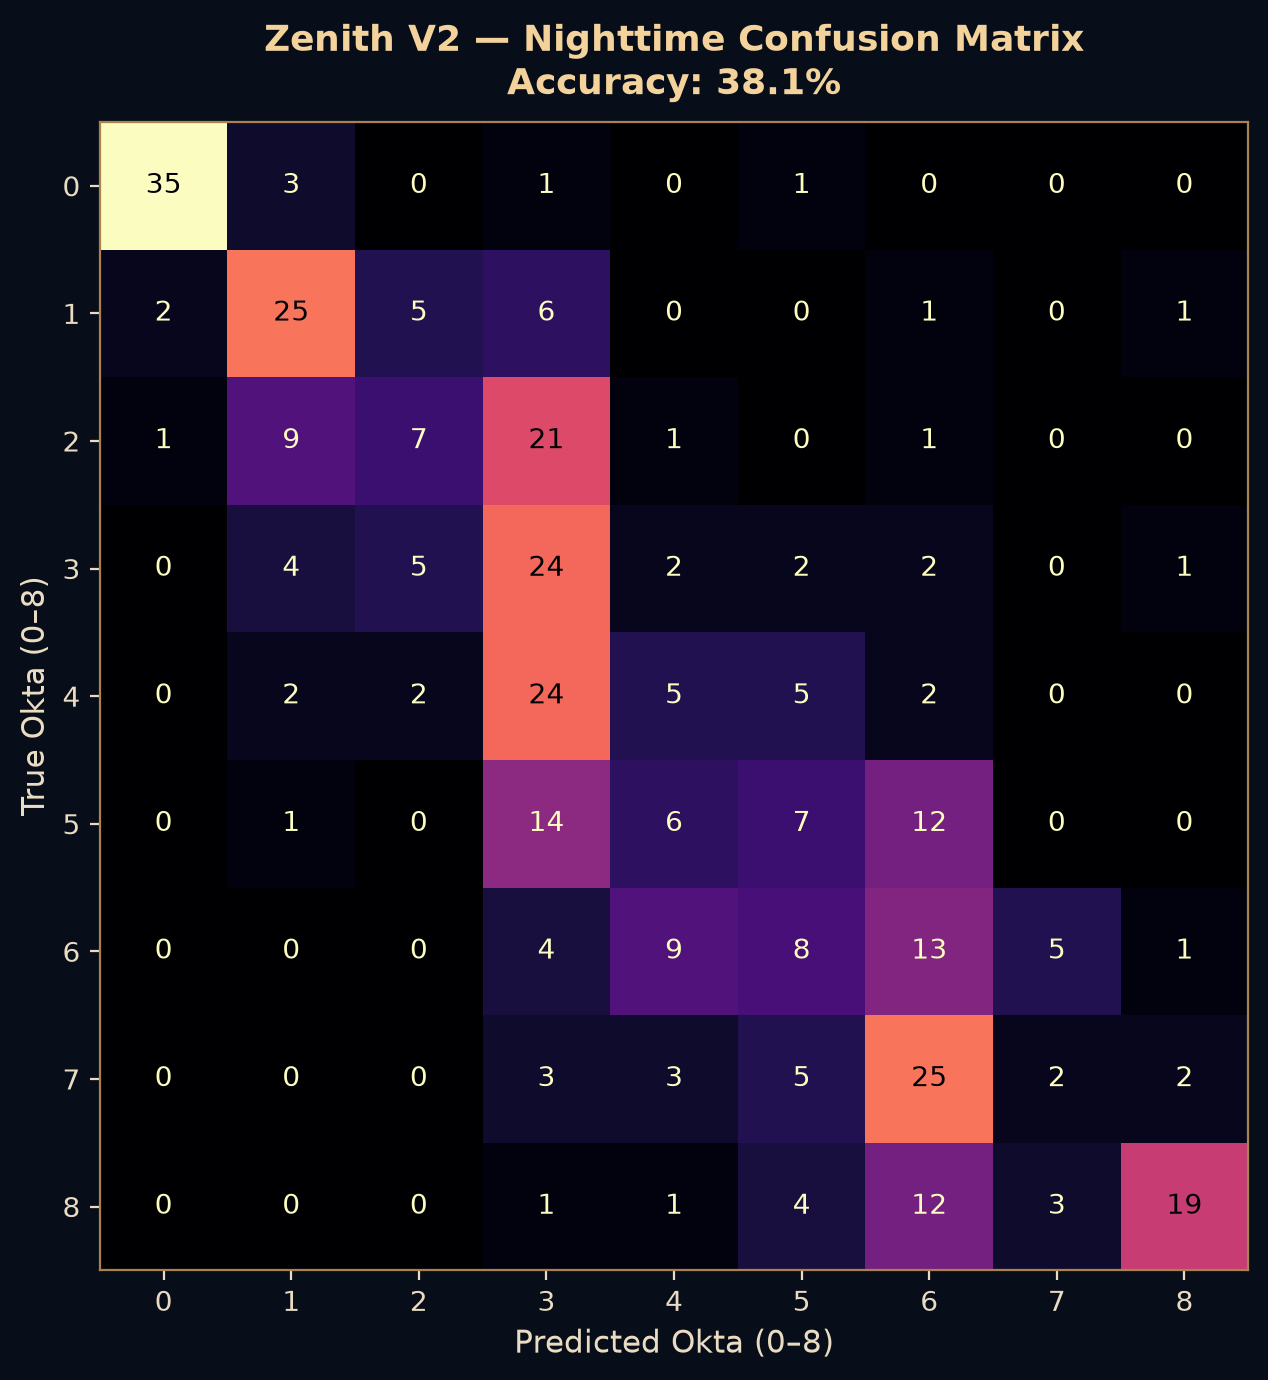 Zenith V2 — Nighttime Confusion Matrix
Accuracy: 38.1%
True Okta (0–8)
0 35 3 0 1 0 1 0 0 0
1 2 25 5 6 0 0 1 0 1
2 1 9 7 21 1 0 1 0 0
3 0 4 5 24 2 2 2 0 1
4 0 2 2 24 5 5 2 0 0
5 0 1 0 14 6 7 12 0 0
6 0 0 0 4 9 8 13 5 1
7 0 0 0 3 3 5 25 2 2
8 0 0 0 1 1 4 12 3 19
0 1 2 3 4 5 6 7 8
Predicted Okta (0–8)